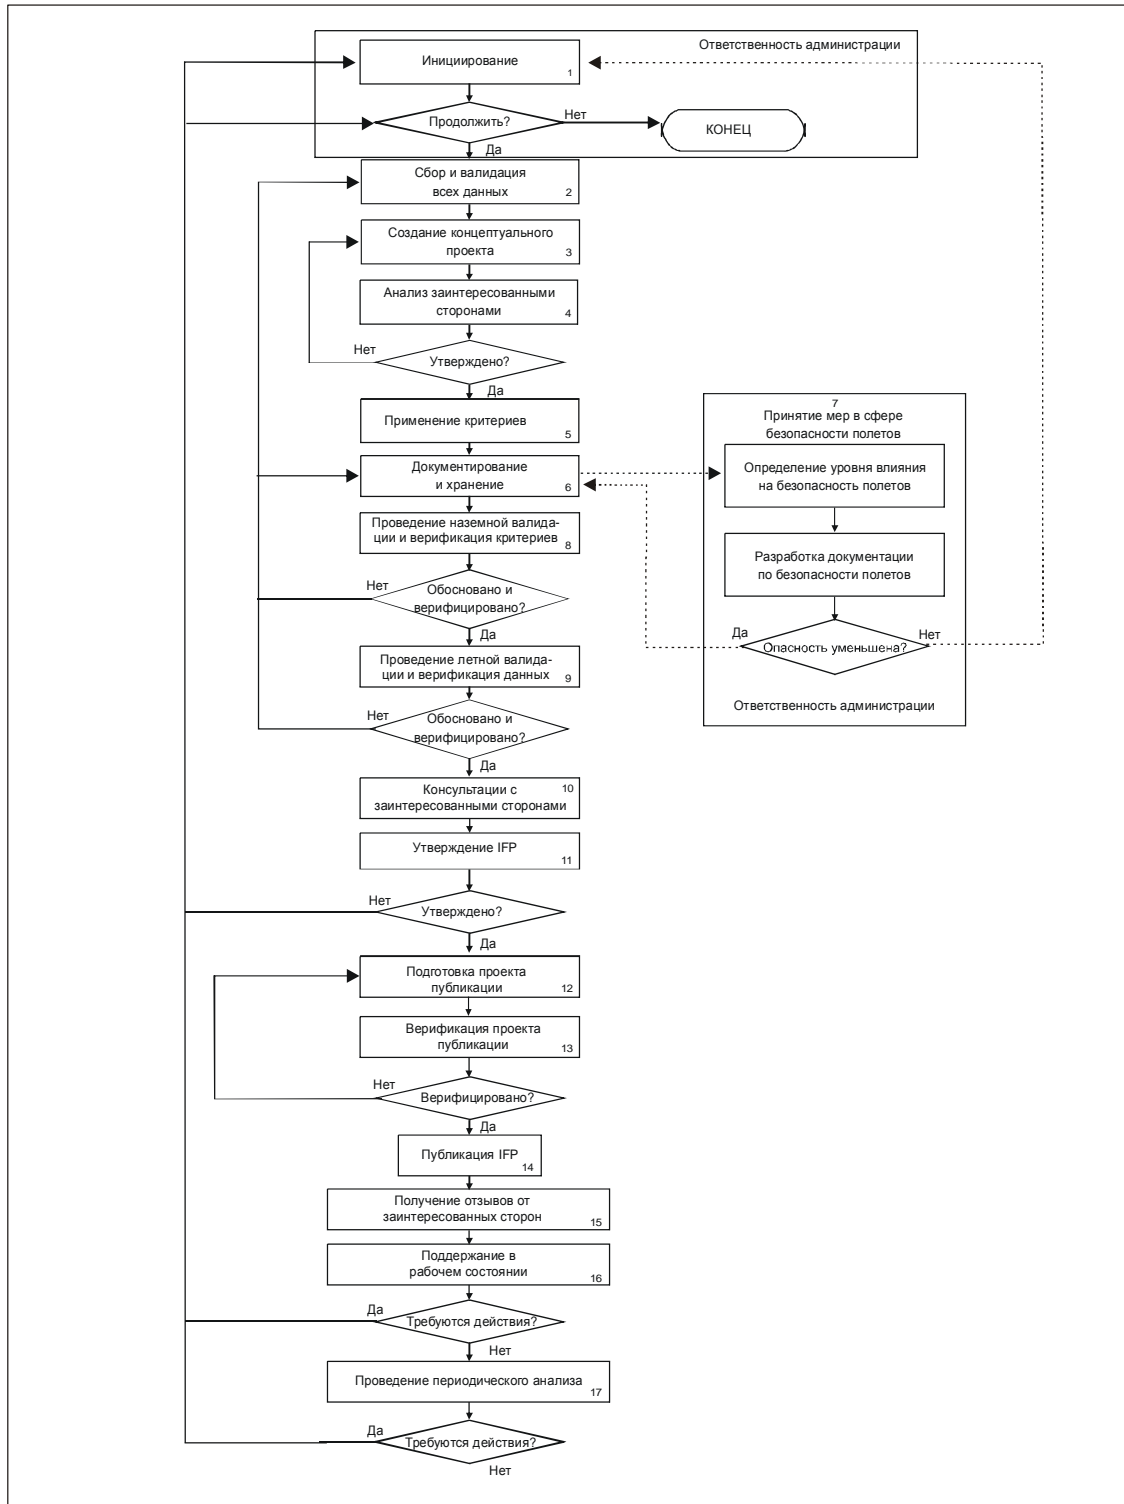 Ответственность администрации
Инициирование
1
Продолжить?
Нет
КОНЕЦ
Да
Сбор и валидация
всех данных
2
Создание концептуального
проекта
3
Анализ заинтересованными
сторонами
4
Нет
Утверждено?
Да
Применение критериев
5
Документирование
и хранение
6
7
Принятие мер в сфере
безопасности полетов
Определение уровня влияния
на безопасность полетов
Разработка документации
по безопасности полетов
Да
Опасность уменьшена?
Нет
Ответственность администрации
Проведение наземной валида-
ции и верификация критериев
8
Нет
Обосновано и
верифицировано?
Да
Проведение летной валида-
ции и верификация данных
9
Нет
Обосновано и
верифицировано?
Да
Консультации с
заинтересованными сторонами
10
Утверждение IFP
11
Нет
Утверждено?
Да
Подготовка проекта
публикации
12
Верификация проекта
публикации
13
Нет
Верифицировано?
Да
Публикация IFP
14
Получение отзывов от
заинтересованных сторон
15
Поддержание в
рабочем состоянии
16
Да
Требуются действия?
Нет
Проведение периодического анализа
17
Да
Требуются действия?
Нет